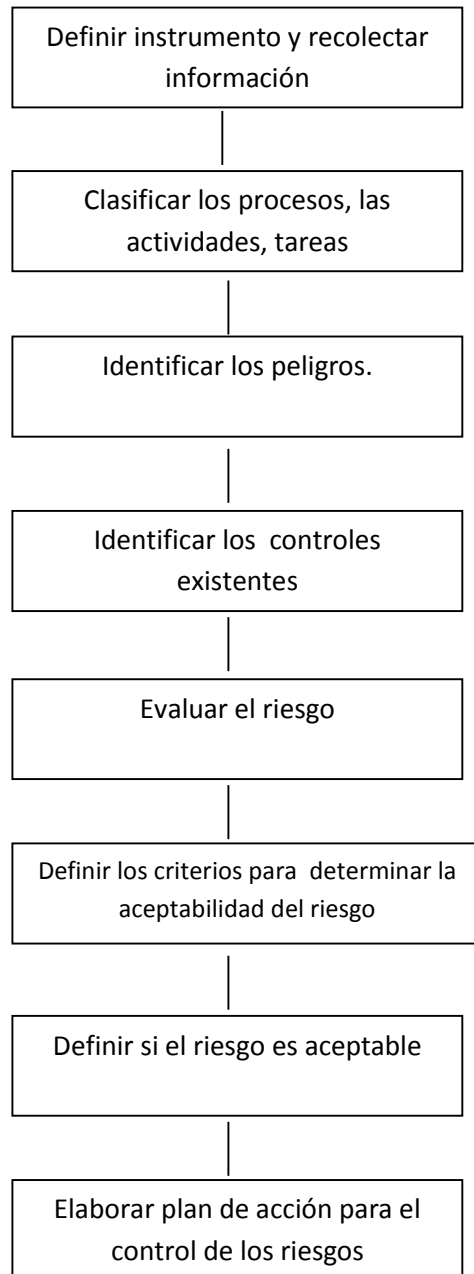 Definir instrumento y recolectar
información
Clasificar los procesos, las
actividades, tareas
Identificar los peligros.
Identificar los  controles
existentes
Evaluar el riesgo
Definir los criterios para  determinar la
aceptabilidad del riesgo
Definir si el riesgo es aceptable
Elaborar plan de acción para el
control de los riesgos